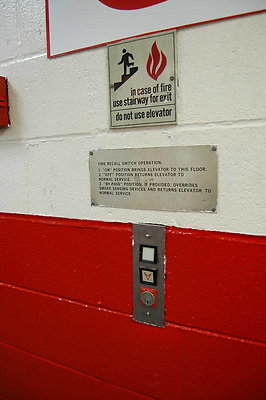 in case of fire
use stairway for exit
do not use elevator
FIRE RECALL SWITCH OPERATION
1. "ON" POSITION BRINGS ELEVATOR TO THIS FLOOR.
2. "OFF" POSITION RETURNS ELEVATOR TO
NORMAL SERVICE.
3. "BY-PASS" POSITION, IF PROVIDED, OVERRIDES
SMOKE SENSING DEVICES AND RETURNS ELEVATOR TO
NORMAL SERVICE.